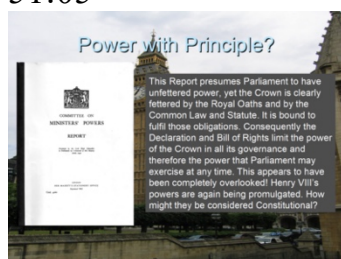 Power with Principle?
COMMITTEE ON
MINISTERS' POWERS
REPORT
This Report presumes Parliament to have
unfettered power, yet the Crown is clearly
fettered by the Royal Oaths and by the
Common Law and Statute. It is bound to
fulfil those obligations. Consequently the
Declaration and Bill of Rights limit the power
of the Crown in all its governance and
therefore the power that Parliament may
exercise at any time. This appears to have
been completely overlooked! Henry VIII's
powers are again being promulgated. How
might they be considered Constitutional?